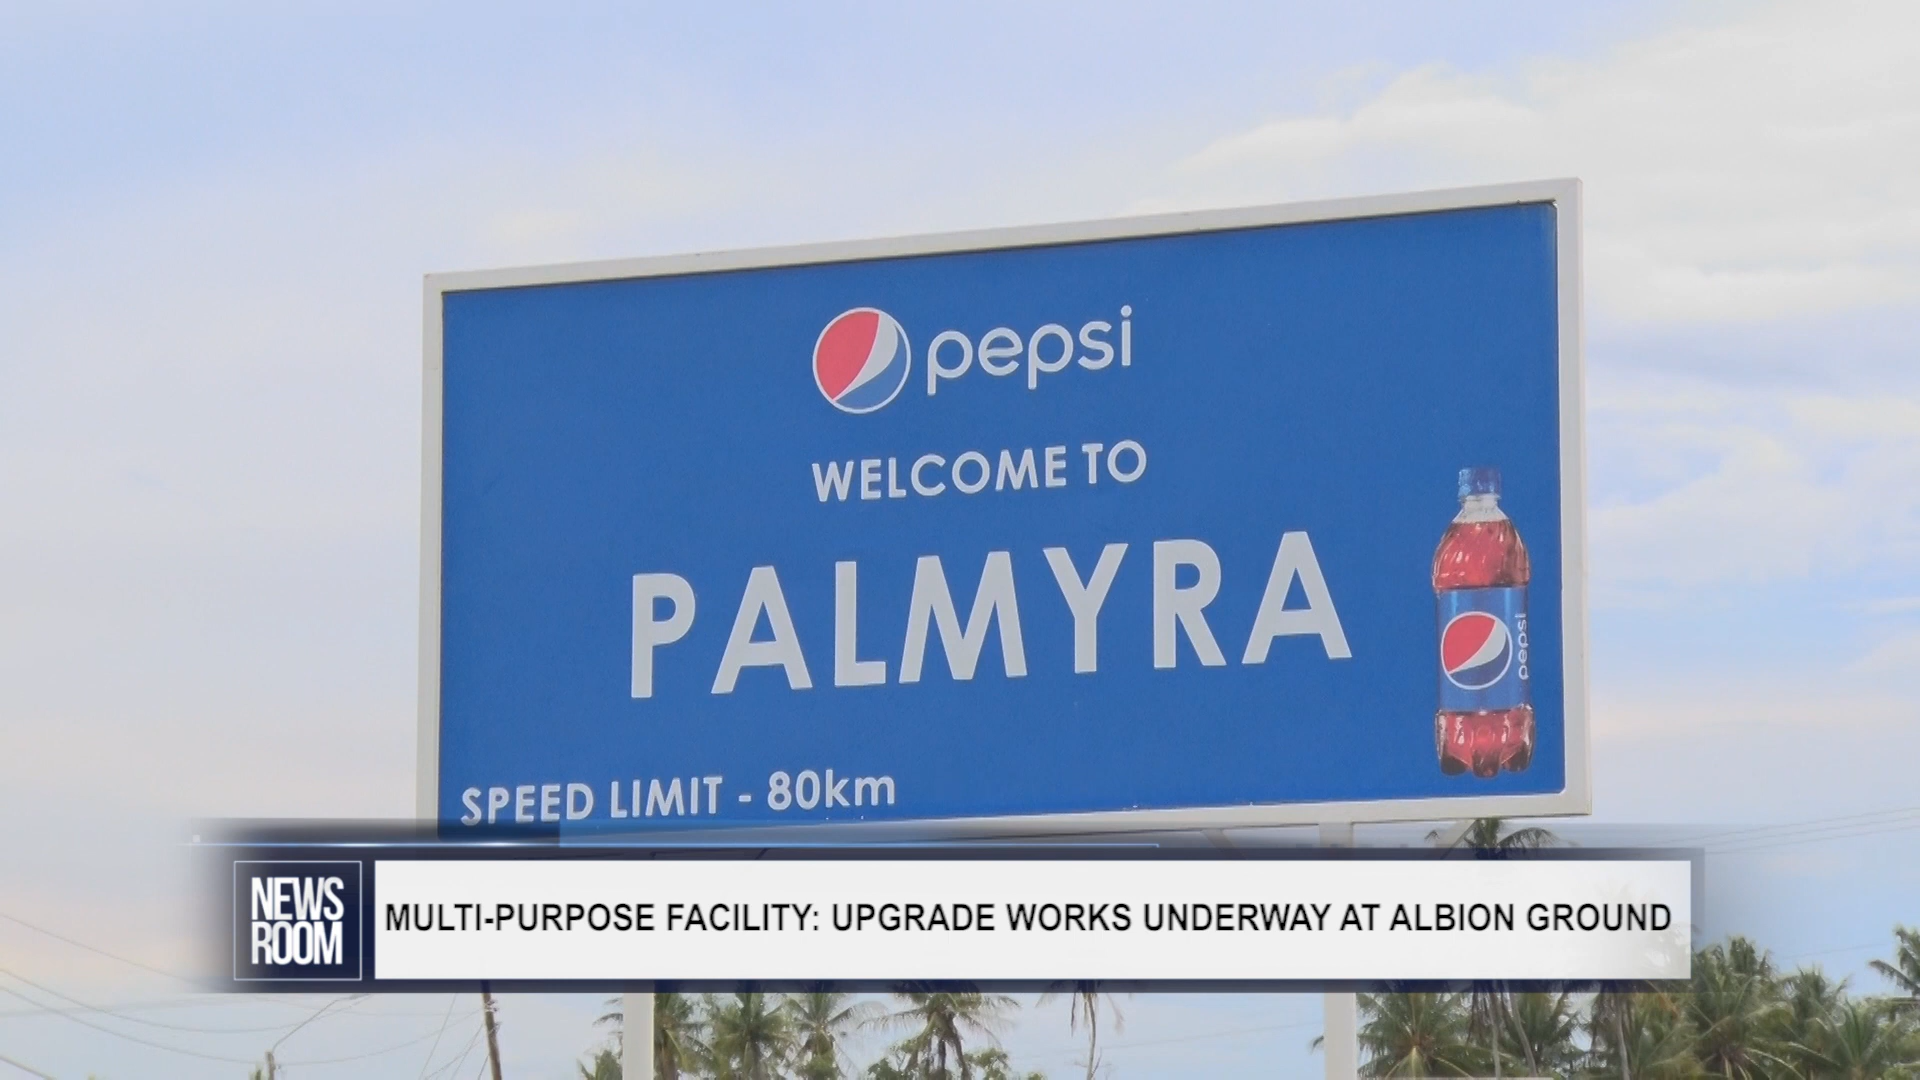 pepsi
WELCOME TO
PALMYRA
pepsi
SPEED LIMIT - 80km
NEWS
ROOM
MULTI-PURPOSE FACILITY: UPGRADE WORKS UNDERWAY AT ALBION GROUND